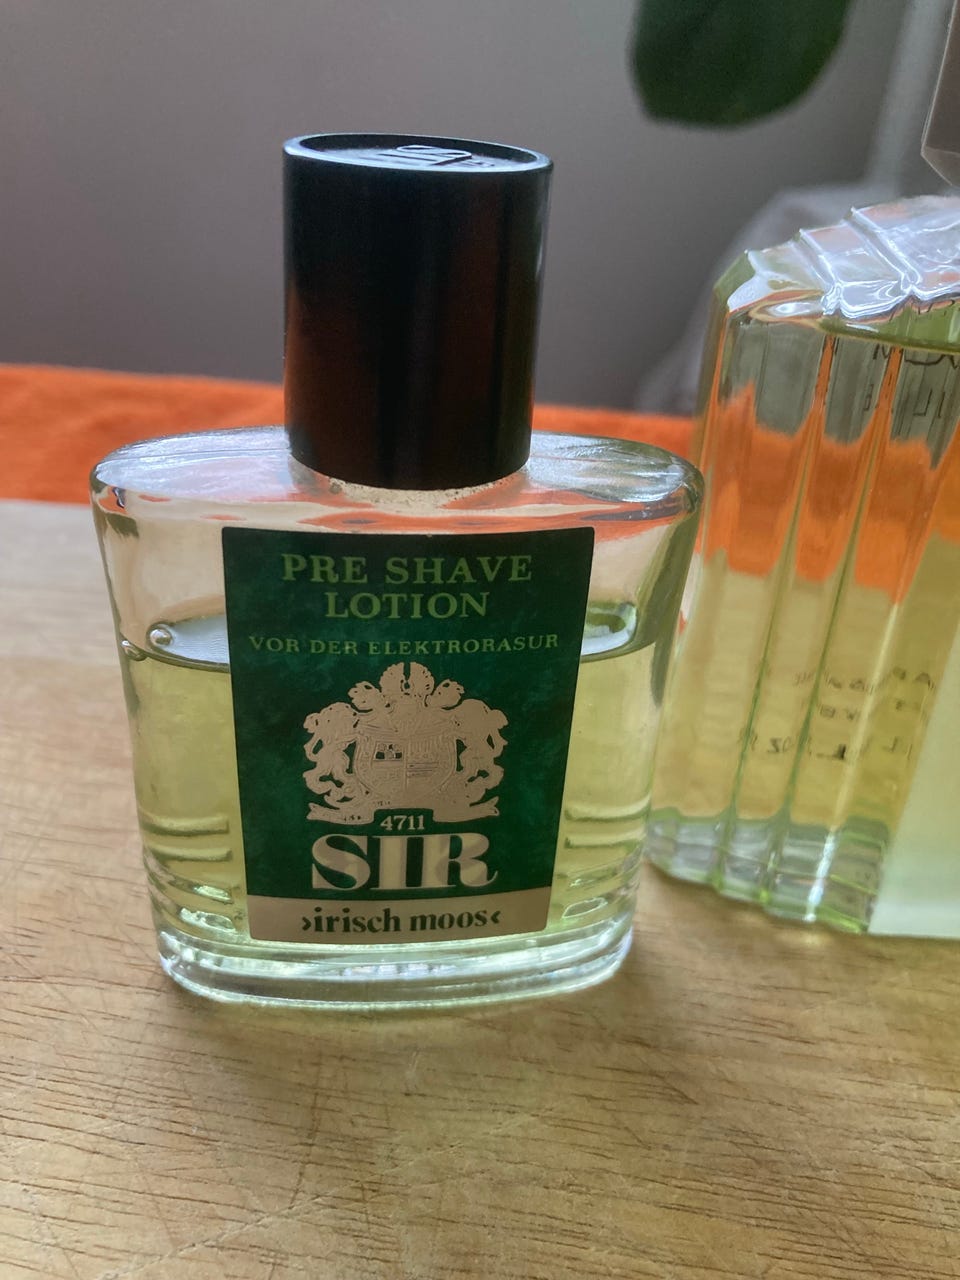 PRE SHAVE
LOTION
VOR DER ELEKTRORASUR
4711
SIR
›irisch moos‹